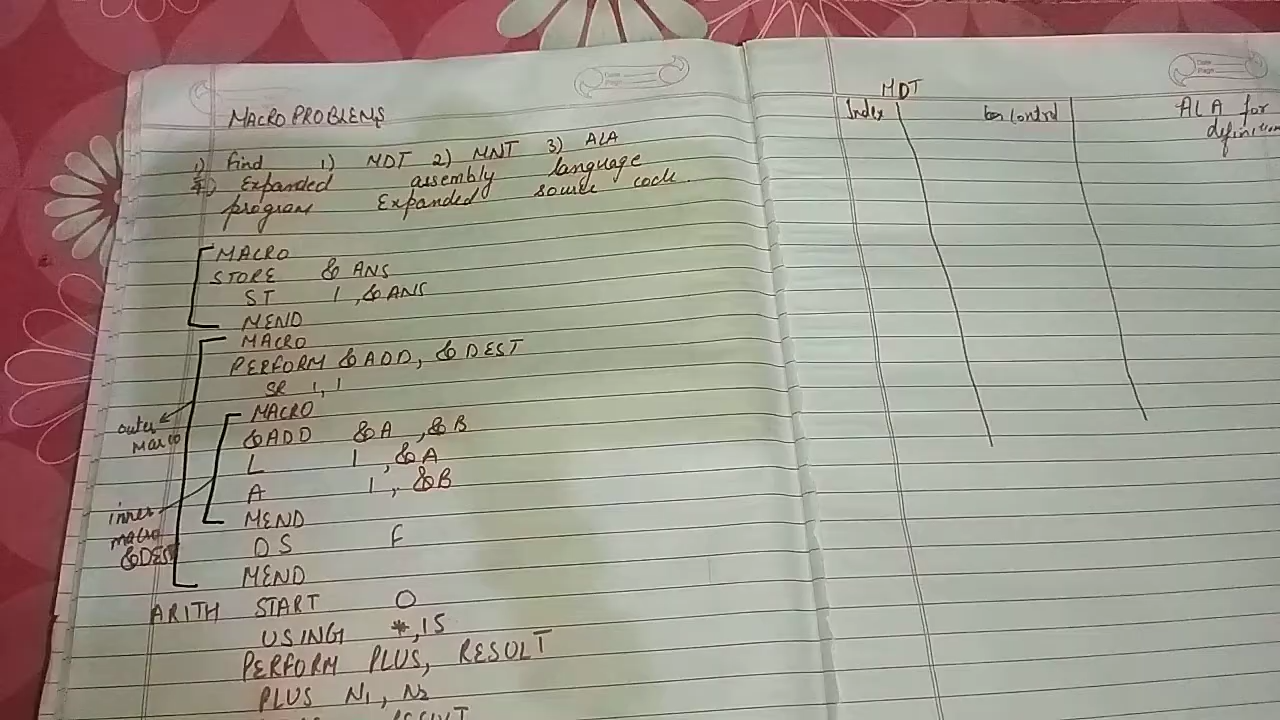 MACRO PROBLEMS
1) Find 1) MDT 2) MNT 3) ALA
Expanded assembly language
program Expanded source code.
MACRO
STORE &ANS
ST 1, &ANS
MEND
MACRO
PERFORM &ADD, &DEST
SR 1, 1
MACRO
&ADD &A, &B
L 1, &A
A 1, &B
MEND
&DEST DS F
MEND
outer
Macro
inner
macro
ARITH START 0
USING *, 15
PERFORM PLUS, RESULT
PLUS N1, N2
MDT
Index
ALA for
definition